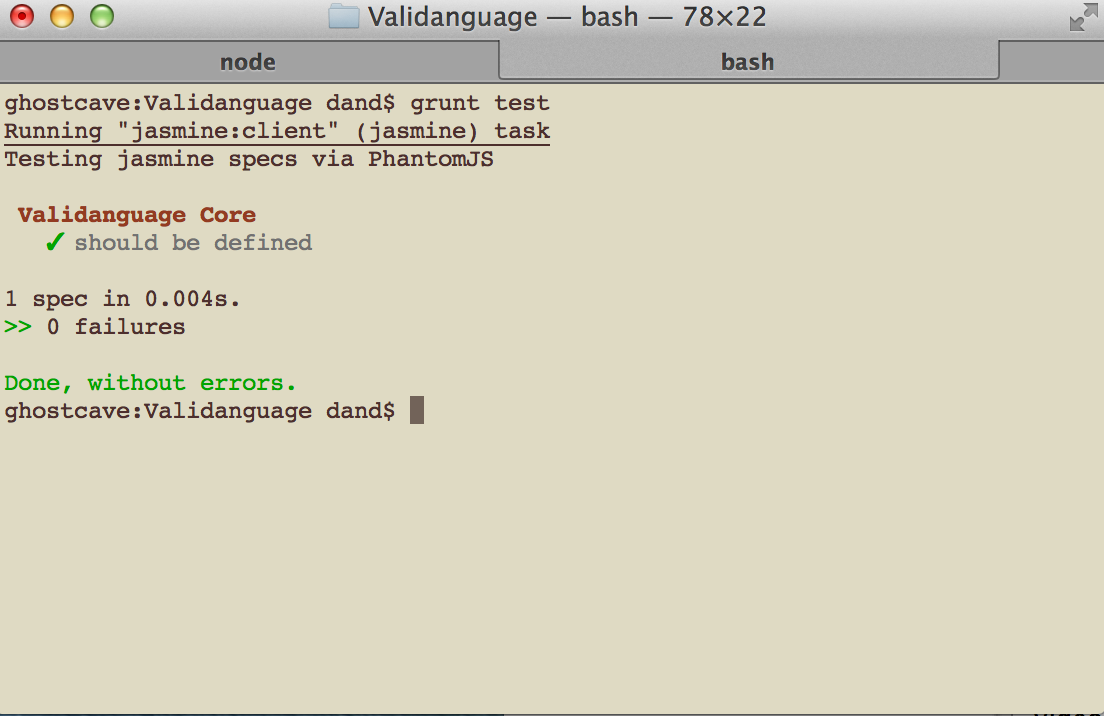 Validanguage — bash — 78×22
node
bash
ghostcave:Validanguage dand$ grunt test
Running "jasmine:client" (jasmine) task
Testing jasmine specs via PhantomJS
Validanguage Core
✔ should be defined
1 spec in 0.004s.
>> 0 failures
Done, without errors.
ghostcave:Validanguage dand$